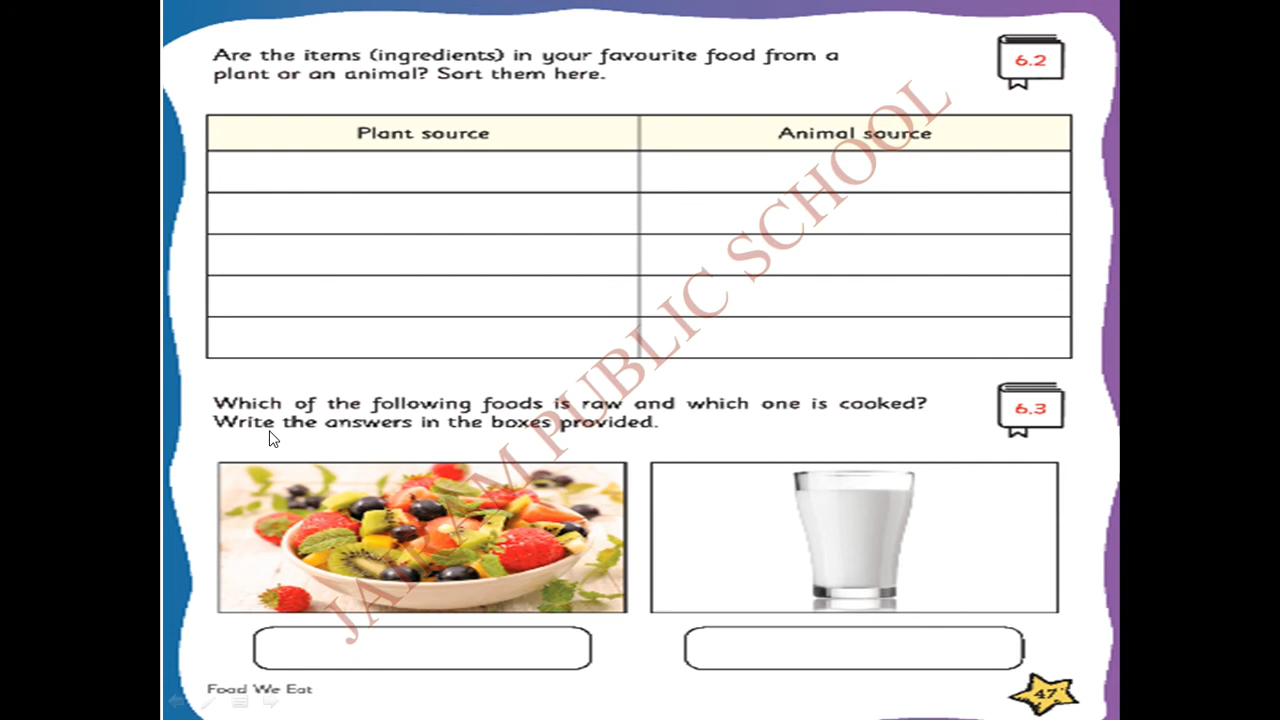 Are the items (ingredients) in your favourite food from a
plant or an animal? Sort them here.
6.2
Plant source
Animal source
Which of the following foods is raw and which one is cooked?
Write the answers in the boxes provided.
6.3
PUBLIC SCHOOL
Food We Eat
47